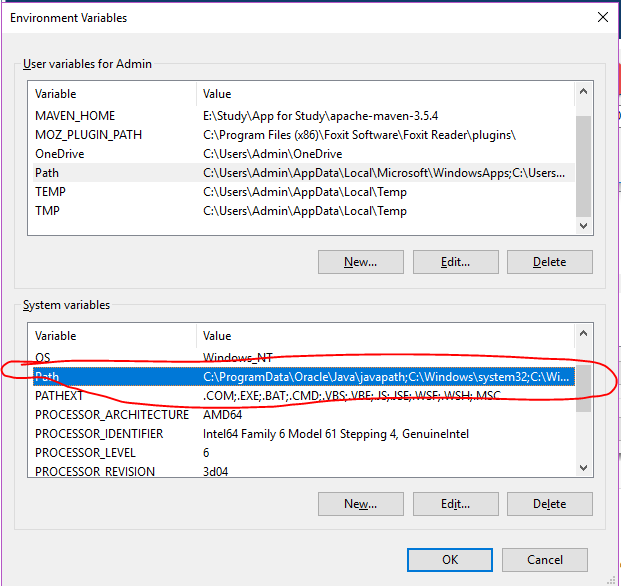 Environment Variables
User variables for Admin
Variable Value
MAVEN_HOME E:\Study\App for Study\apache-maven-3.5.4
MOZ_PLUGIN_PATH C:\Program Files (x86)\Foxit Software\Foxit Reader\plugins\
OneDrive C:\Users\Admin\OneDrive
Path C:\Users\Admin\AppData\Local\Microsoft\WindowsApps;C:\Users...
TEMP C:\Users\Admin\AppData\Local\Temp
TMP C:\Users\Admin\AppData\Local\Temp
New... Edit... Delete
System variables
Variable Value
OS Windows_NT
Path C:\ProgramData\Oracle\Java\javapath;C:\Windows\system32;C:\Wi...
PATHEXT .COM;.EXE;.BAT;.CMD;.VBS;.VBE;.JS;.JSE;.WSF;.WSH;.MSC
PROCESSOR_ARCHITECTURE AMD64
PROCESSOR_IDENTIFIER Intel64 Family 6 Model 61 Stepping 4, GenuineIntel
PROCESSOR_LEVEL 6
PROCESSOR_REVISION 3d04
New... Edit... Delete
OK Cancel